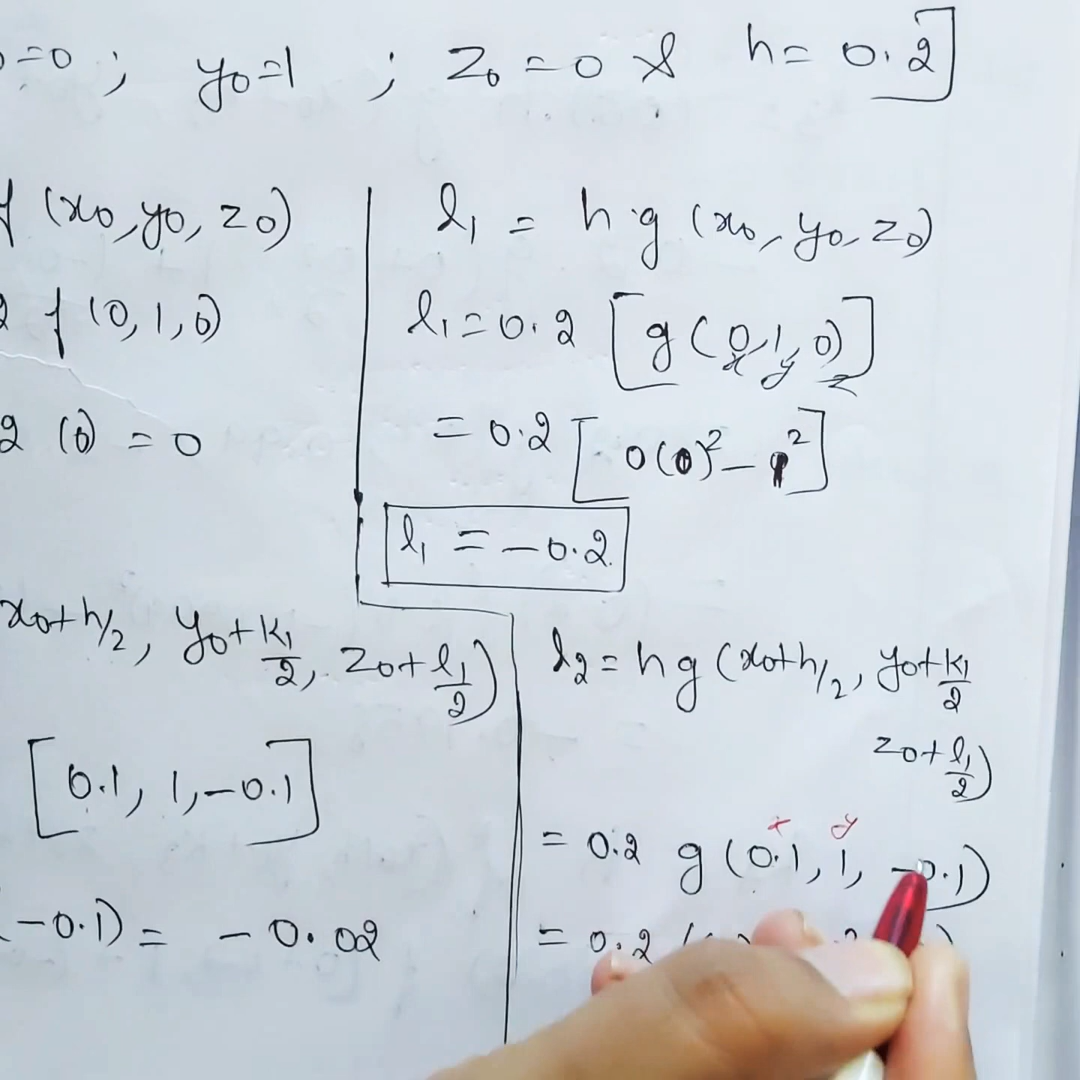 =0 ; y₀=1 ; z₀ = 0 & h = 0.2]
f (x₀, y₀, z₀)
f (0, 1, 0)
2 (0) = 0
l₁ = h·g (x₀, y₀, z₀)
l₁ = 0.2 [g (0, 1, 0)]
x y z
= 0.2 [0(0)² − 1²]
l₁ = −0.2
x₀+h/2, y₀+k₁/2, z₀+l₁/2)
[0.1, 1, −0.1]
(−0.1) = −0.02
l₂ = hg (x₀+h/2, y₀+k₁/2
z₀+l₁/2)
x y
= 0.2 g (0.1, 1, −0.1)
= 0.2